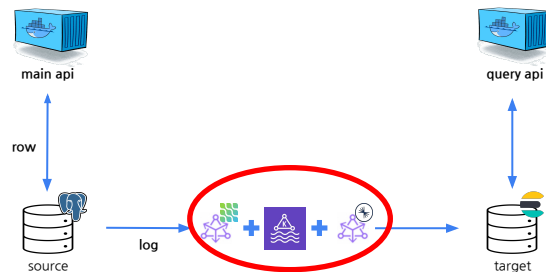 main api
query api
row
log
source
target